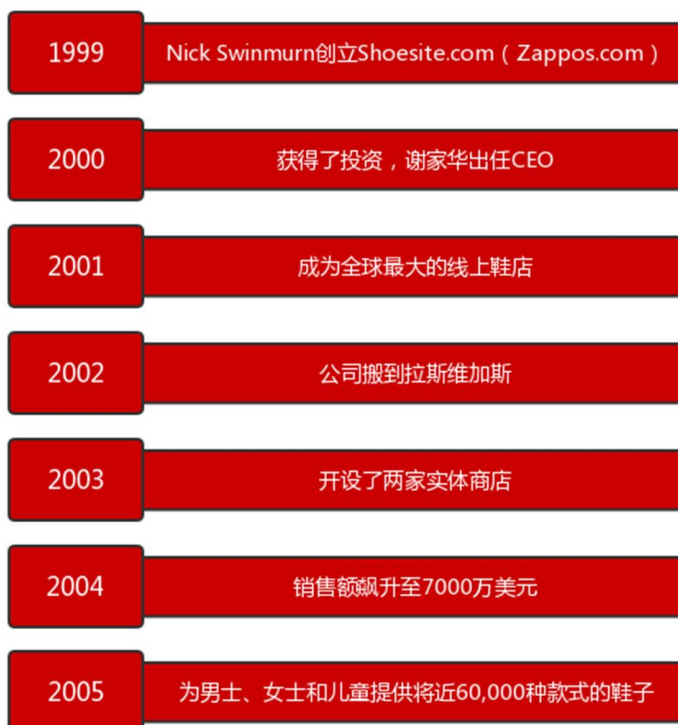 1999
Nick Swinmurn创立Shoesite.com（Zappos.com）
2000
获得了投资，谢家华出任CEO
2001
成为全球最大的线上鞋店
2002
公司搬到拉斯维加斯
2003
开设了两家实体商店
2004
销售额飙升至7000万美元
2005
为男士、女士和儿童提供将近60,000种款式的鞋子